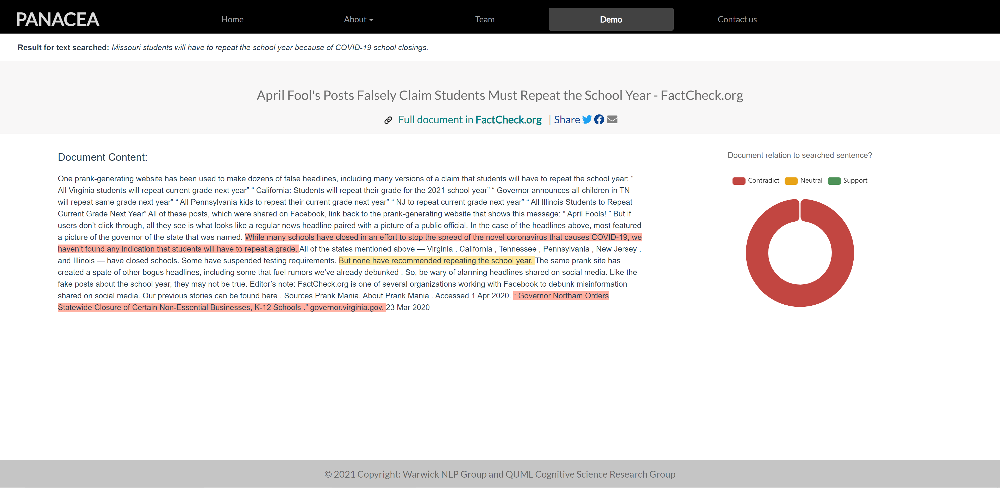 PANACEA Home About Team Demo Contact us
Result for text searched: Missouri students will have to repeat the school year because of COVID-19 school closings.
April Fool's Posts Falsely Claim Students Must Repeat the School Year - FactCheck.org
Full document in FactCheck.org | Share
Document Content:
One prank-generating website has been used to make dozens of false headlines, including many versions of a claim that students will have to repeat the school year: “
All Virginia students will repeat current grade next year” “ California: Students will repeat their grade for the 2021 school year” “ Governor announces all children in TN
will repeat same grade next year” “ All Pennsylvania kids to repeat their current grade next year” “ NJ to repeat current grade next year” “ All Illinois Students to Repeat
Current Grade Next Year” All of these posts, which were shared on Facebook, link back to the prank-generating website that shows this message: “ April Fools! ” But if
users don’t click through, all they see is what looks like a regular news headline paired with a picture of a public official. In the case of the headlines above, most featured
a picture of the governor of the state that was named. While many schools have closed in an effort to stop the spread of the novel coronavirus that causes COVID-19, we
haven’t found any indication that students will have to repeat a grade. All of the states mentioned above — Virginia , California , Tennessee , Pennsylvania , New Jersey ,
and Illinois — have closed schools. Some have suspended testing requirements. But none have recommended repeating the school year. The same prank site has
created a spate of other bogus headlines, including some that fuel rumors we’ve already debunked . So, be wary of alarming headlines shared on social media. Like the
fake posts about the school year, they may not be true. Editor’s note: FactCheck.org is one of several organizations working with Facebook to debunk misinformation
shared on social media. Our previous stories can be found here . Sources Prank Mania. About Prank Mania . Accessed 1 Apr 2020. “ Governor Northam Orders
Statewide Closure of Certain Non-Essential Businesses, K-12 Schools .” governor.virginia.gov. 23 Mar 2020
Document relation to searched sentence?
Contradict Neutral Support
© 2021 Copyright: Warwick NLP Group and QUML Cognitive Science Research Group